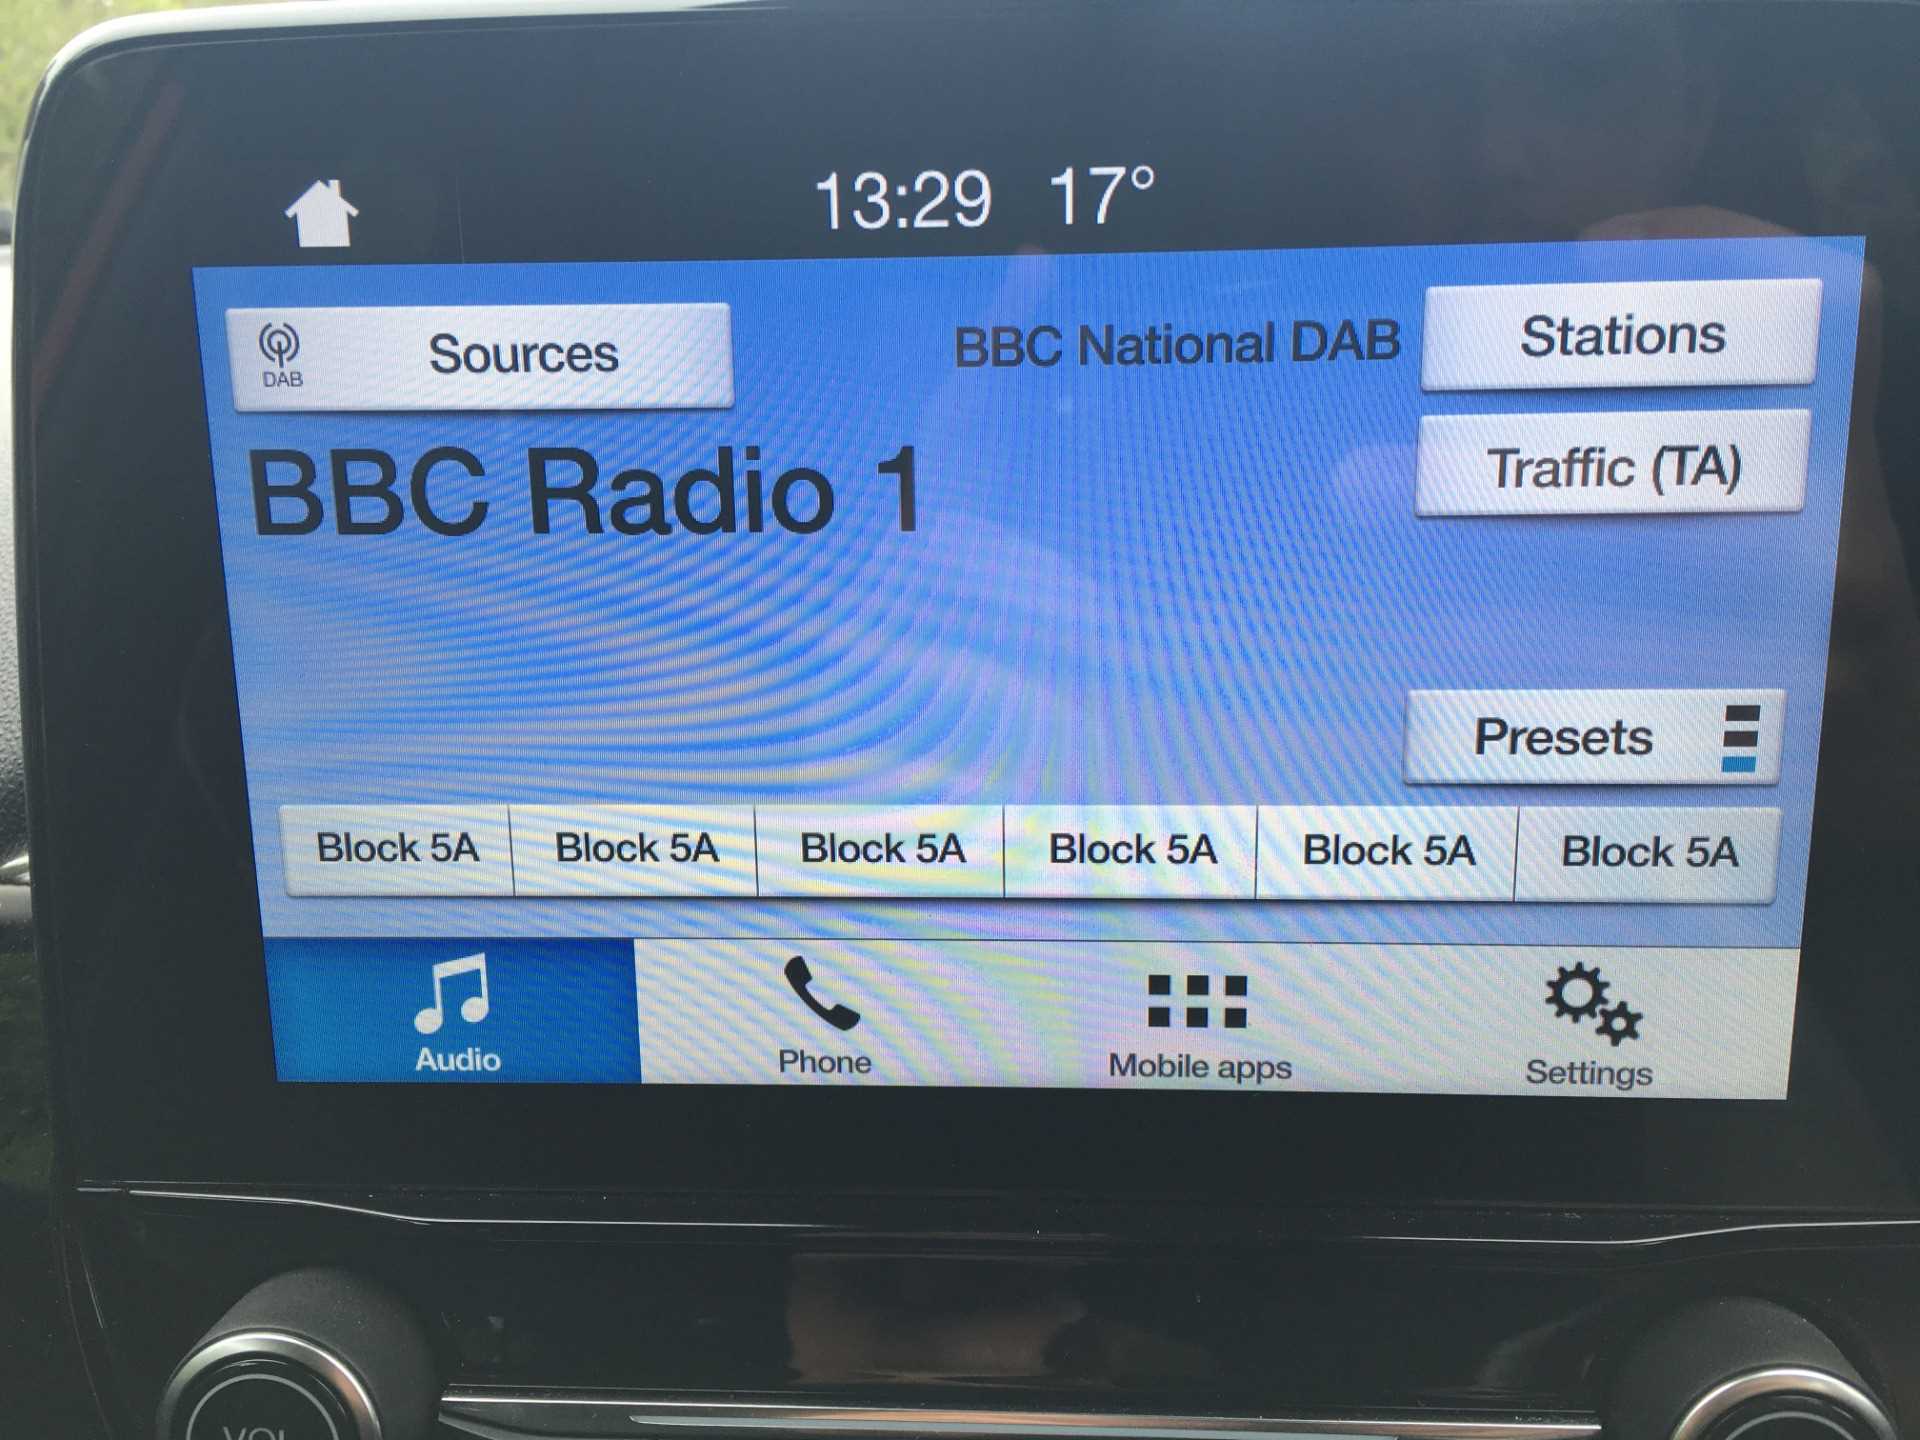 13:29 17°
DAB
Sources
BBC National DAB
Stations
BBC Radio 1
Traffic (TA)
Presets
Block 5A Block 5A Block 5A Block 5A Block 5A Block 5A
Audio
Phone
Mobile apps
Settings
VOL